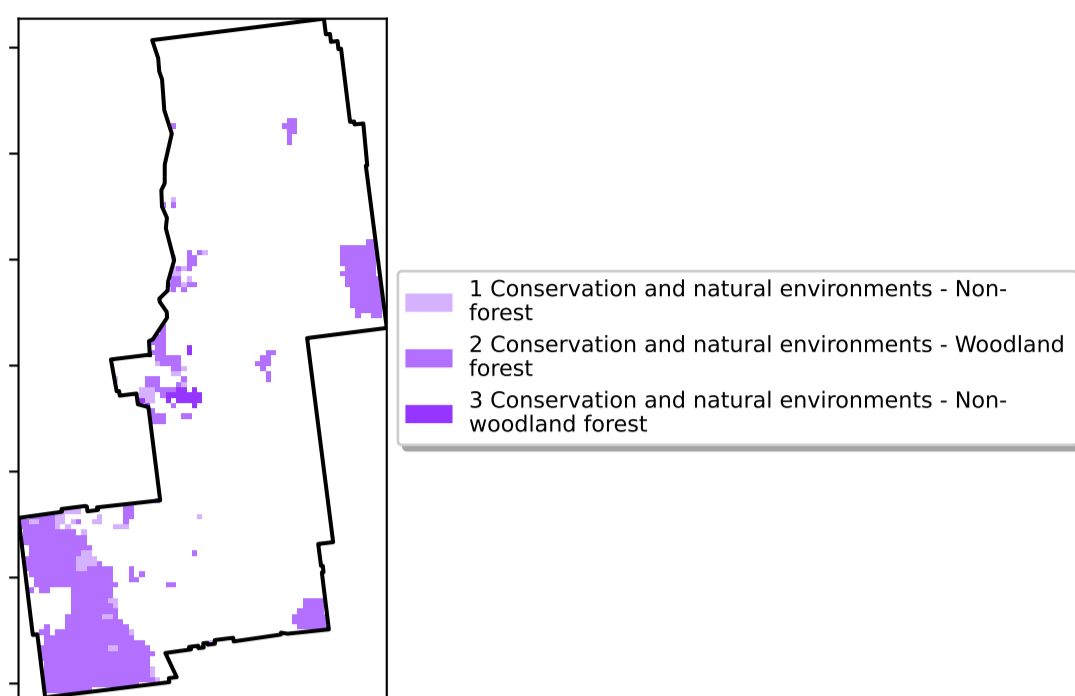 1 Conservation and natural environments - Non-
forest
2 Conservation and natural environments - Woodland
forest
3 Conservation and natural environments - Non-
woodland forest